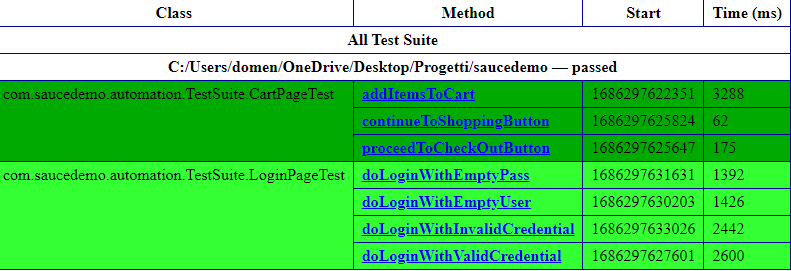 Class Method Start Time (ms)
All Test Suite
C:/Users/domen/OneDrive/Desktop/Progetti/saucedemo — passed
com.saucedemo.automation.TestSuite.CartPageTest addItemsToCart 1686297622351 3288
continueToShoppingButton 1686297625824 62
proceedToCheckOutButton 1686297625647 175
com.saucedemo.automation.TestSuite.LoginPageTest doLoginWithEmptyPass 1686297631631 1392
doLoginWithEmptyUser 1686297630203 1426
doLoginWithInvalidCredential 1686297633026 2442
doLoginWithValidCredential 1686297627601 2600